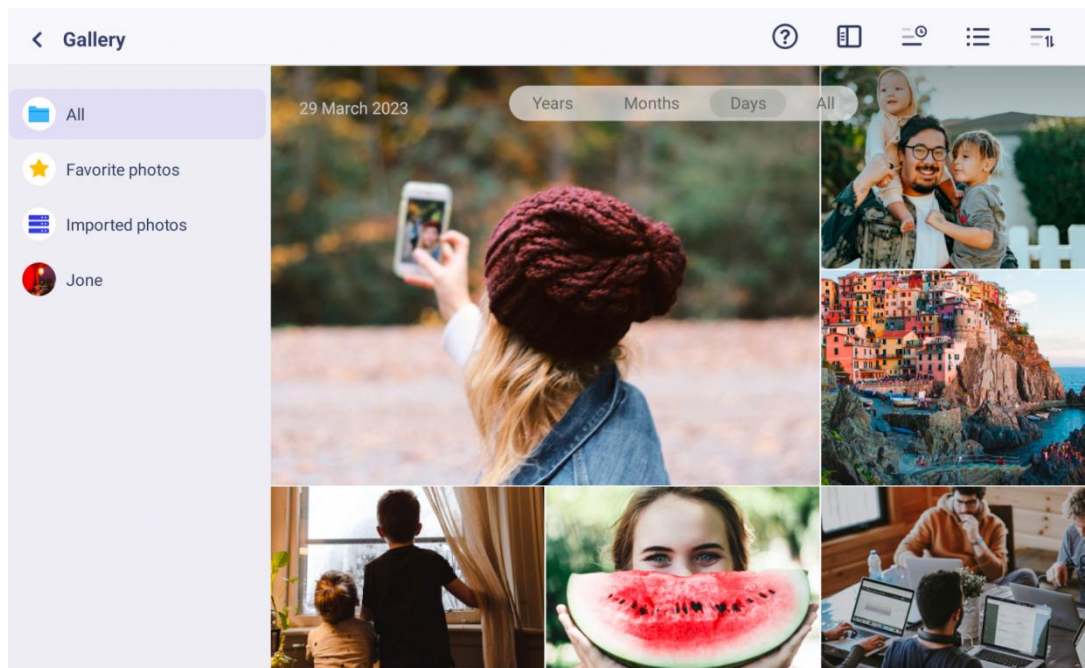 Gallery
All
Favorite photos
Imported photos
Jone
29 March 2023
Years Months Days All